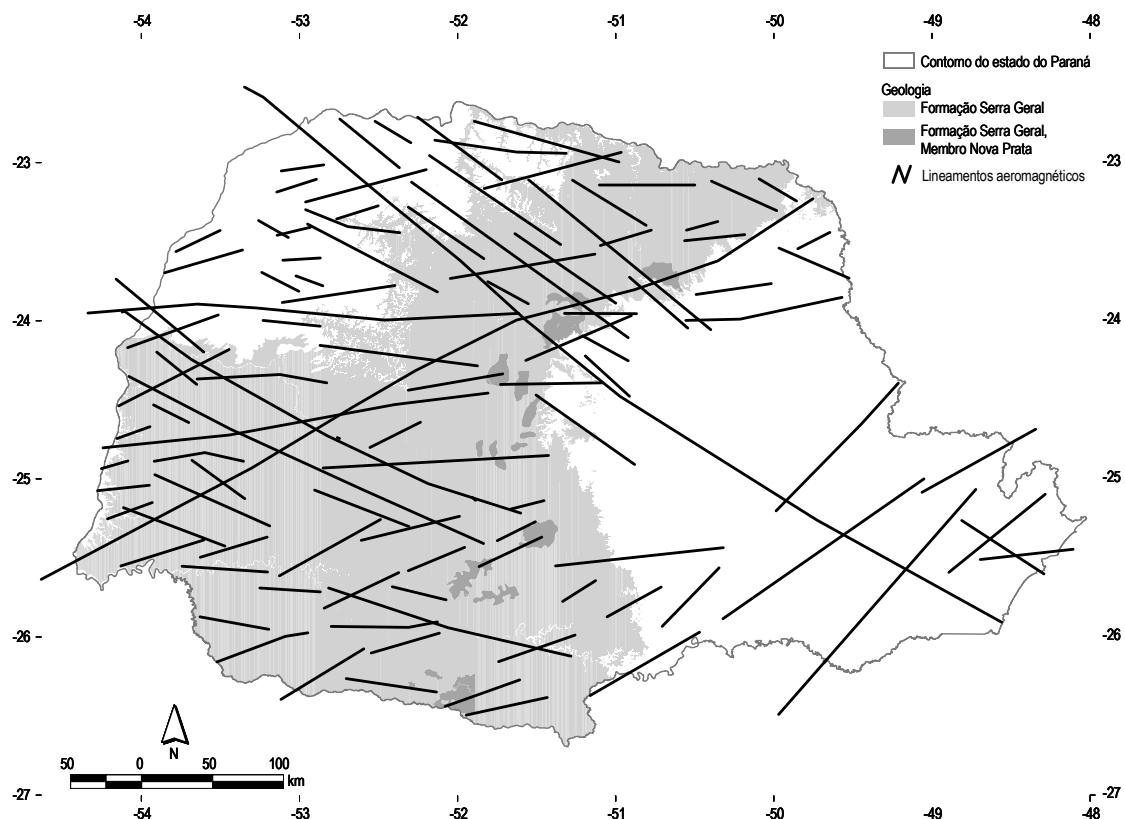 -54 -53 -52 -51 -50 -49 -48
Contorno do estado do Paraná
Geologia
Formação Serra Geral
Formação Serra Geral,
Membro Nova Prata
Lineamentos aeromagnéticos
-23 -23
-24 -24
-25 -25
-26 -26
N
50 0 50 100
km
-27 -27
-54 -53 -52 -51 -50 -49 -48